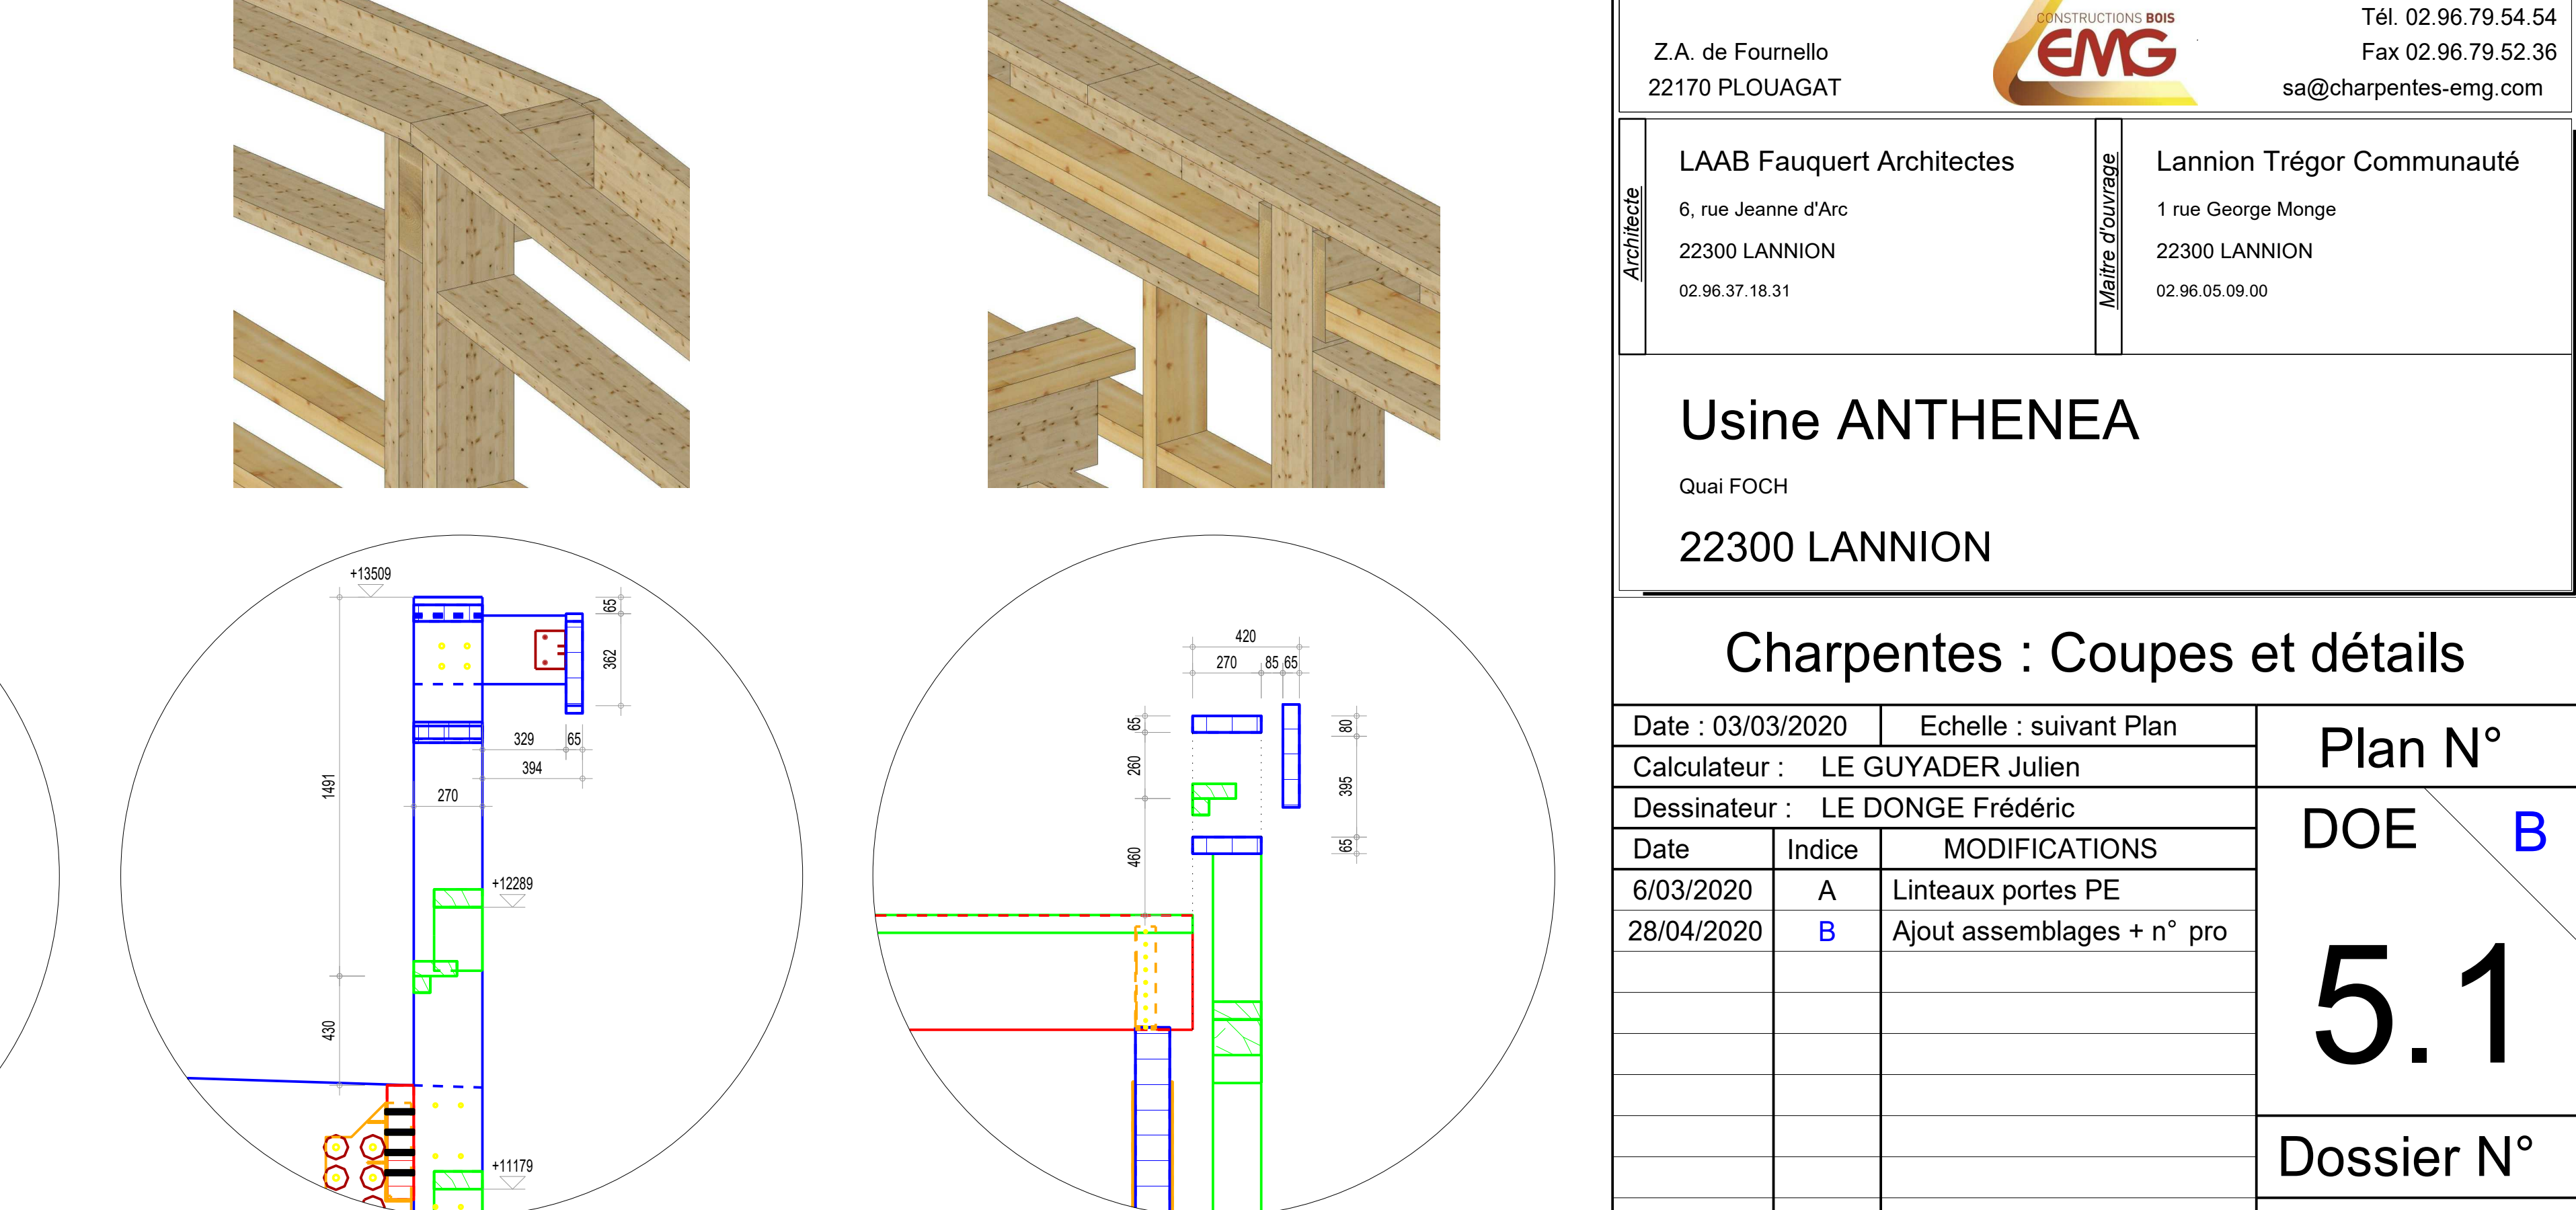 CONSTRUCTIONS BOIS
EMG
Z.A. de Fournello
22170 PLOUAGAT
Tél. 02.96.79.54.54
Fax 02.96.79.52.36
sa@charpentes-emg.com
Architecte
LAAB Fauquert Architectes
6, rue Jeanne d'Arc
22300 LANNION
02.96.37.18.31
Maitre d'ouvrage
Lannion Trégor Communauté
1 rue George Monge
22300 LANNION
02.96.05.09.00
Usine ANTHENEA
Quai FOCH
22300 LANNION
Charpentes : Coupes et détails
Date : 03/03/2020
Echelle : suivant Plan
Calculateur : LE GUYADER Julien
Dessinateur : LE DONGE Frédéric
Date Indice MODIFICATIONS
6/03/2020 A Linteaux portes PE
28/04/2020 B Ajout assemblages + n° pro
Plan N°
DOE
B
5.1
Dossier N°
+13509
65
362
329
65
394
270
1491
+12289
430
+11179
420
270
85
65
65
260
460
80
395
65